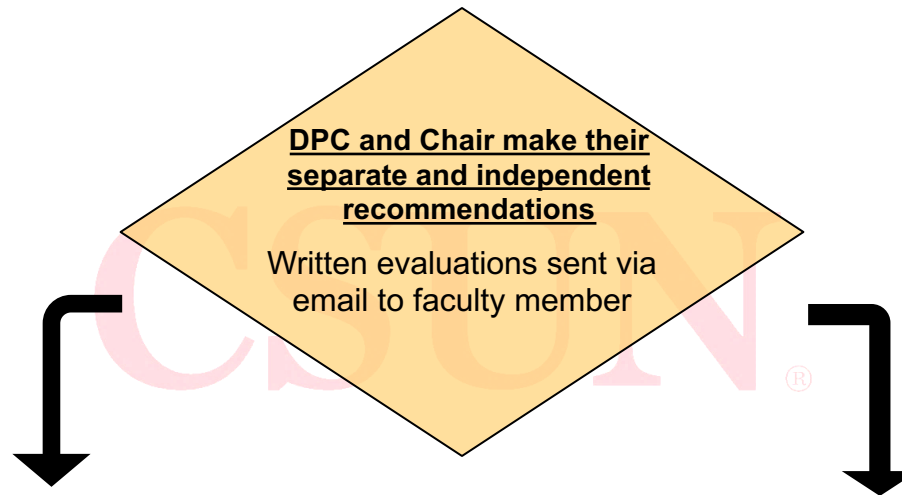 DPC and Chair make their
separate and independent
recommendations
Written evaluations sent via
email to faculty member
CSUN®